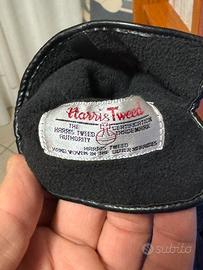 Harris Tweed
THE
HARRIS TWEED
AUTHORITY
CERTIFICATION
TRADE MARK
HARRIS TWEED
HAND WOVEN IN THE OUTER HEBRIDES
subito